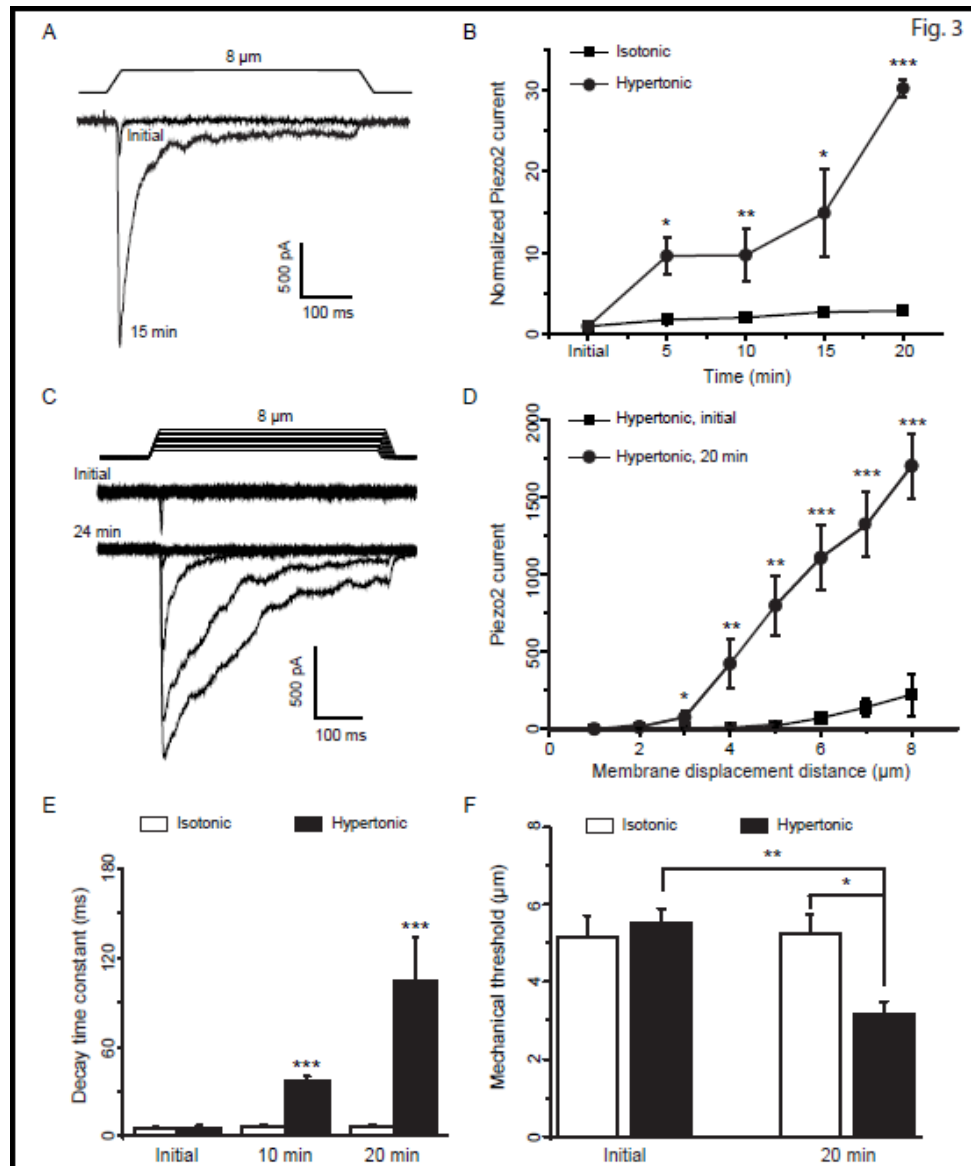 Fig. 3
A
8 µm
Initial
15 min
500 pA
100 ms
B
Isotonic
Hypertonic
Normalized Piezo2 current
30
20
10
0
*
**
*
***
Initial
5
10
15
20
Time (min)
C
8 µm
Initial
24 min
500 pA
100 ms
D
Hypertonic, initial
Hypertonic, 20 min
Piezo2 current
2000
1500
1000
500
0
*
**
**
***
***
***
0
2
4
6
8
Membrane displacement distance (µm)
E
Isotonic
Hypertonic
Decay time constant (ms)
180
120
60
0
***
***
Initial
10 min
20 min
F
Isotonic
Hypertonic
Mechanical threshold (µm)
8
6
4
2
0
**
*
Initial
20 min